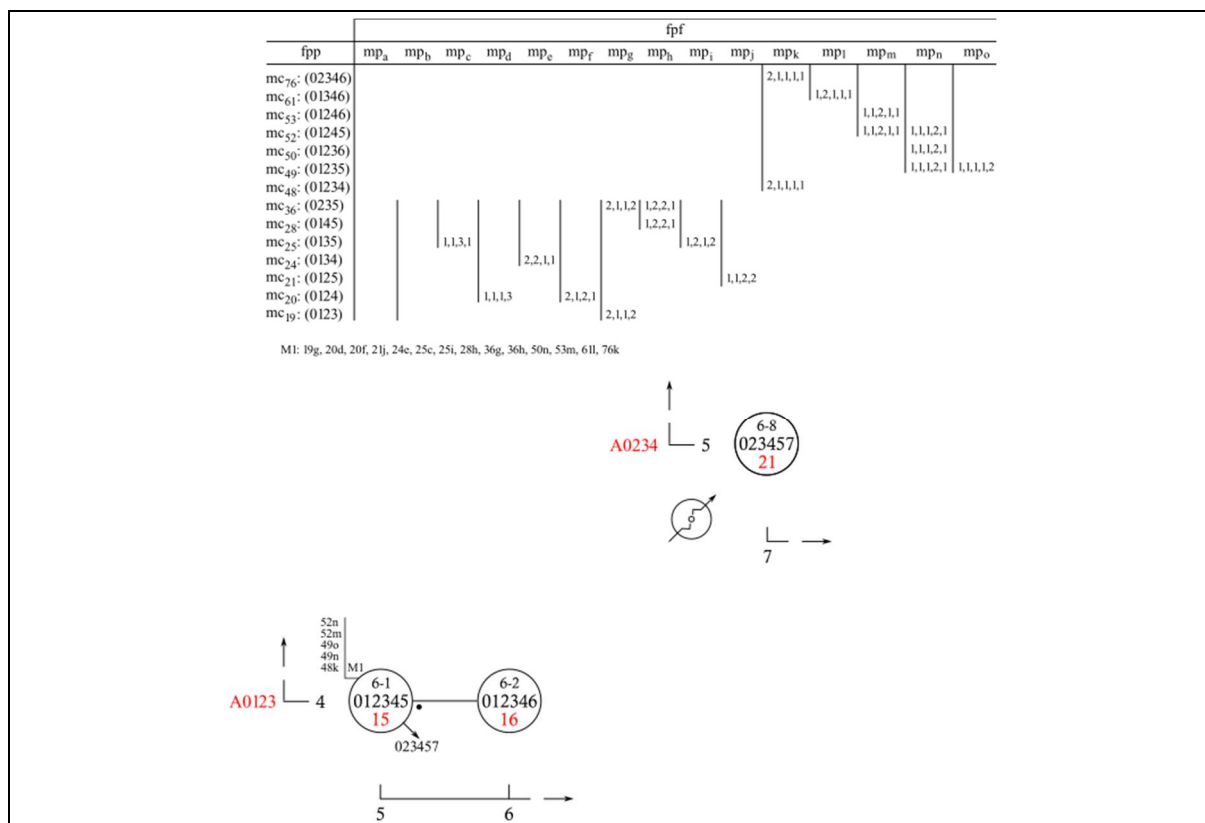 fpf
fpp mpa mpb mpc mpd mpe mpf mpg mph mpi mpj mpk mpl mpm mpn mpo
mc76: (02346) 2,1,1,1,1
mc61: (01346) 1,2,1,1,1
mc53: (01246) 1,1,2,1,1
mc52: (01245) 1,1,2,1,1 1,1,1,2,1
mc50: (01236) 1,1,1,2,1
mc49: (01235) 1,1,1,2,1 1,1,1,1,2
mc48: (01234) 2,1,1,1,1
mc36: (0235) 2,1,1,2 1,2,2,1
mc28: (0145) 1,2,2,1
mc25: (0135) 1,1,3,1 1,2,1,2
mc24: (0134) 2,2,1,1
mc21: (0125) 1,1,2,2
mc20: (0124) 1,1,1,3 2,1,2,1
mc19: (0123) 2,1,1,2
M1: 19g, 20d, 20f, 21j, 24e, 25c, 25i, 28h, 36g, 36h, 50n, 53m, 61l, 76k
6-8
A0234 5 023457
21
7
52n
52m
49o
49n
48k M1
6-1 6-2
A0123 4 012345 012346
15 16
023457
5 6